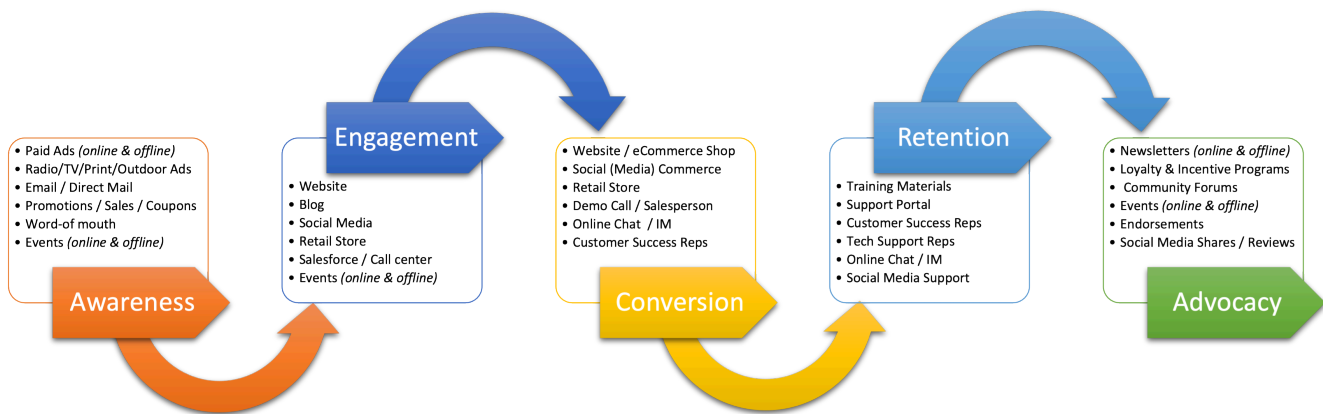 • Paid Ads (online & offline)
• Radio/TV/Print/Outdoor Ads
• Email / Direct Mail
• Promotions / Sales / Coupons
• Word-of mouth
• Events (online & offline)
Awareness
Engagement
• Website
• Blog
• Social Media
• Retail Store
• Salesforce / Call center
• Events (online & offline)
• Website / eCommerce Shop
• Social (Media) Commerce
• Retail Store
• Demo Call / Salesperson
• Online Chat / IM
• Customer Success Reps
Conversion
Retention
• Training Materials
• Support Portal
• Customer Success Reps
• Tech Support Reps
• Online Chat / IM
• Social Media Support
• Newsletters (online & offline)
• Loyalty & Incentive Programs
• Community Forums
• Events (online & offline)
• Endorsements
• Social Media Shares / Reviews
Advocacy